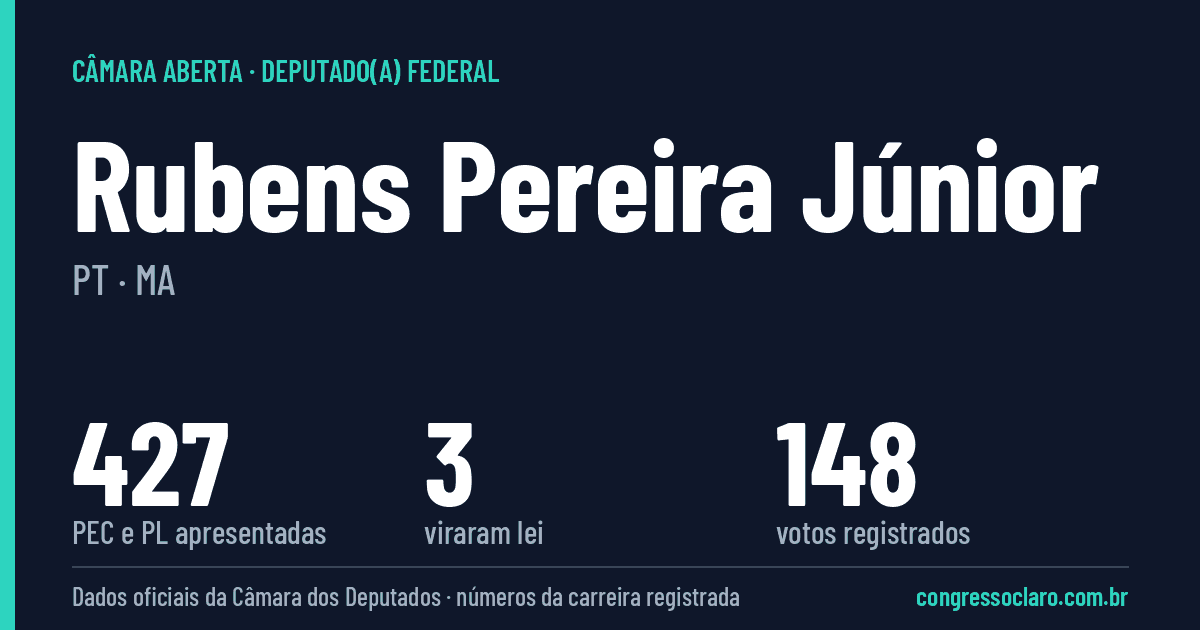 CÂMARA ABERTA · DEPUTADO(A) FEDERAL
Rubens Pereira Júnior
PT · MA
427 3 148
PEC e PL apresentadas viraram lei votos registrados
Dados oficiais da Câmara dos Deputados · números da carreira registrada congressoclaro.com.br